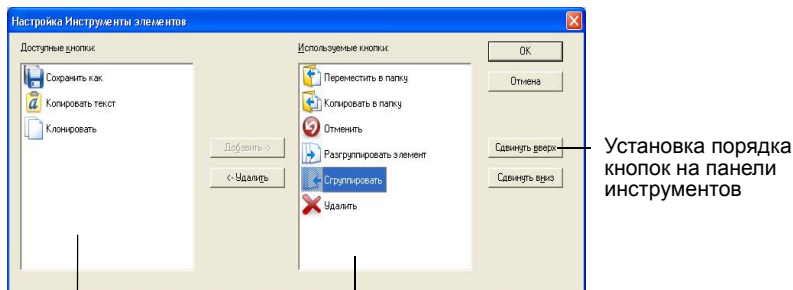 Настройка Инструменты элементов
Доступные кнопки:
Используемые кнопки:
OK
Сохранить как
Копировать текст
Клонировать
Переместить в папку
Копировать в папку
Отменить
Разгруппировать элемент
Сгруппировать
Удалить
Отмена
Добавить ->
<- Удалить
Сдвинуть вверх
Сдвинуть вниз
Установка порядка
кнопок на панели
инструментов